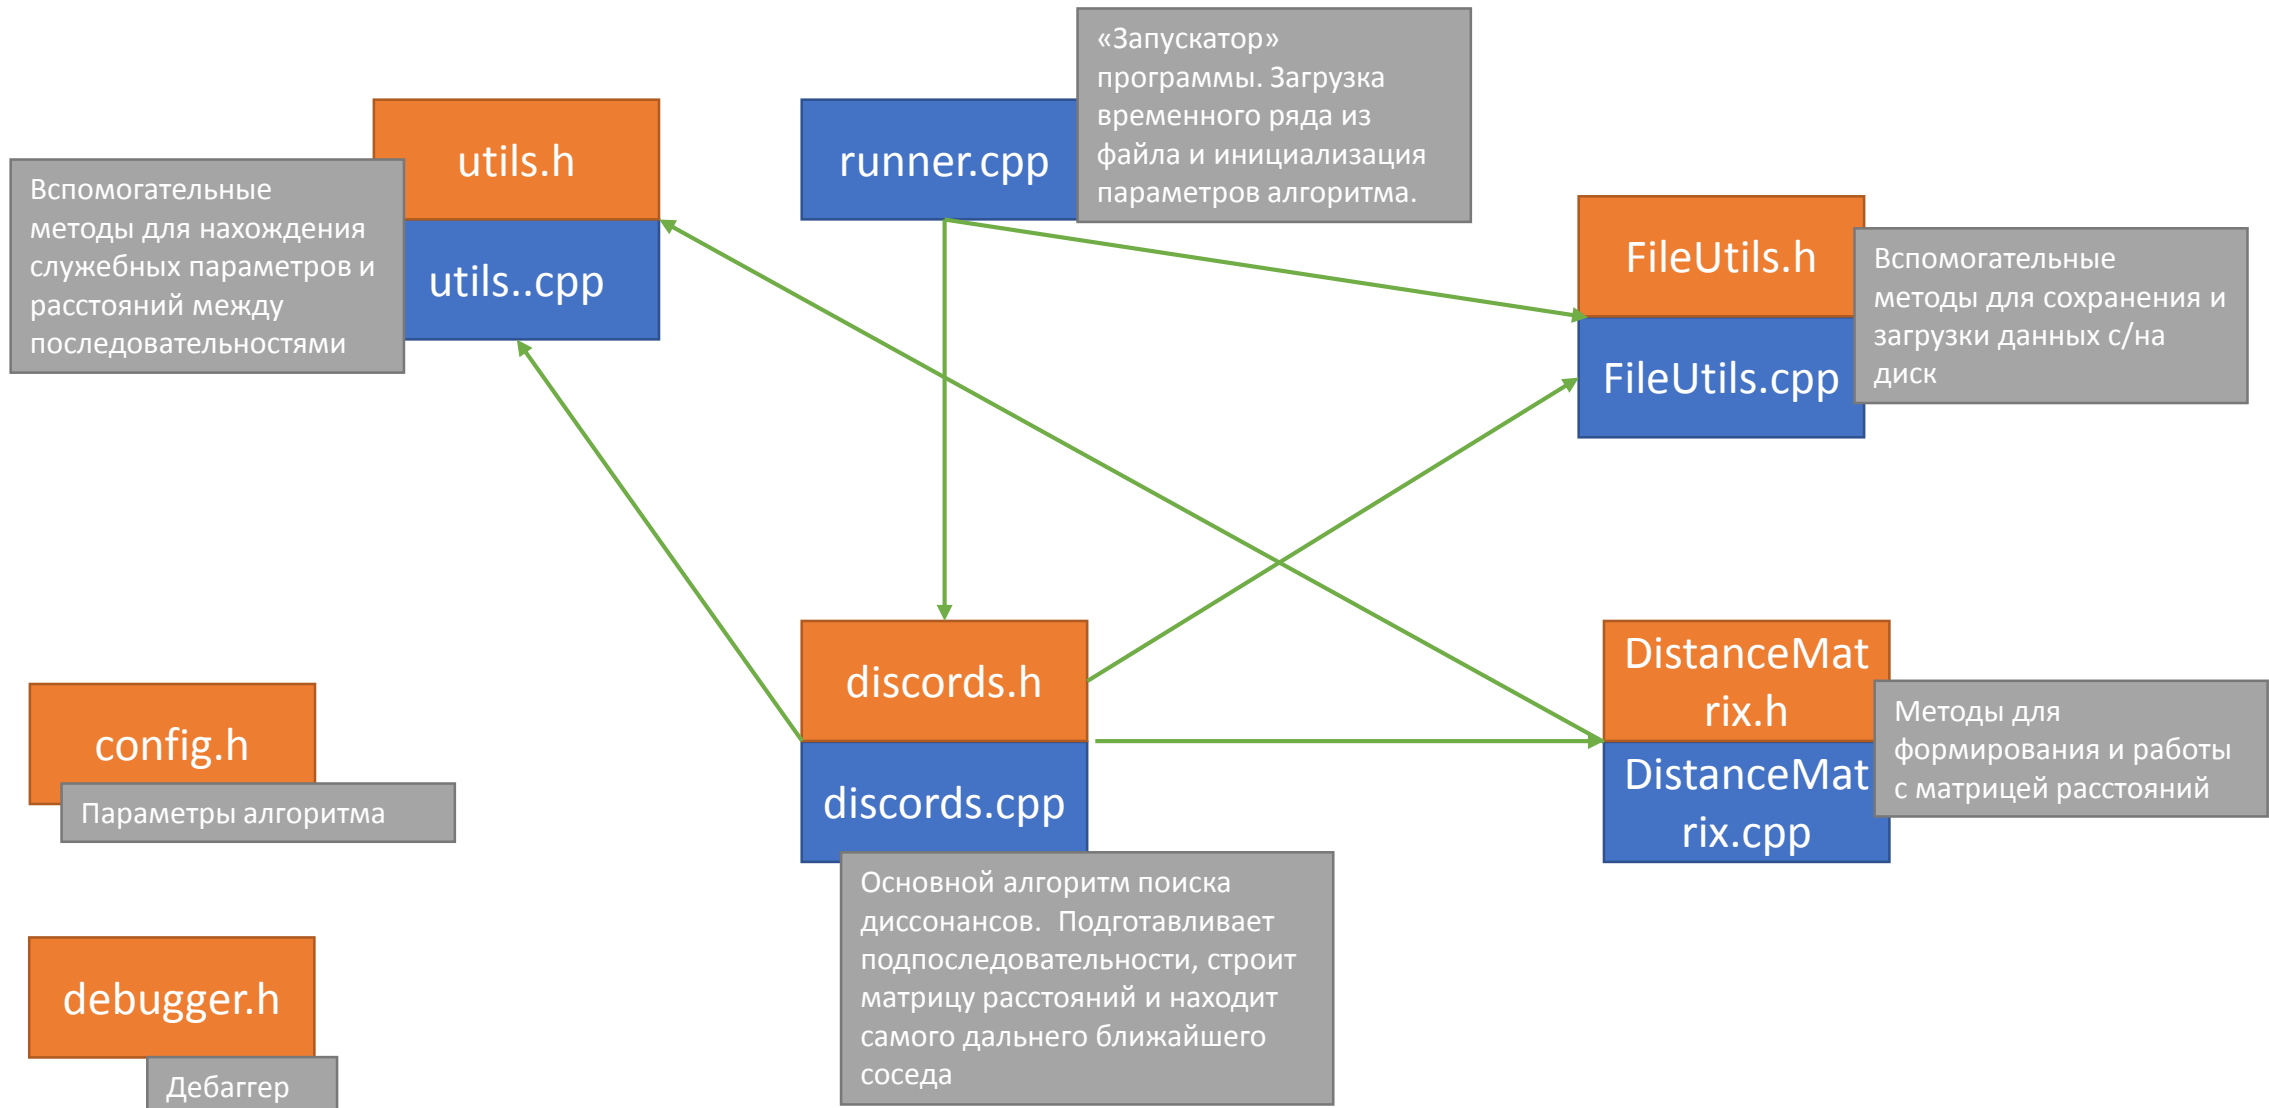 «Запускатор»
программы. Загрузка
временного ряда из
файла и инициализация
параметров алгоритма.
utils.h
runner.cpp
Вспомогательные
методы для нахождения
служебных параметров и
расстояний между
последовательностями
utils..cpp
FileUtils.h
FileUtils.cpp
Вспомогательные
методы для сохранения и
загрузки данных с/на
диск
discords.h
discords.cpp
DistanceMat
rix.h
DistanceMat
rix.cpp
Методы для
формирования и работы
с матрицей расстояний
config.h
Параметры алгоритма
Основной алгоритм поиска
диссонансов. Подготавливает
подпоследовательности, строит
матрицу расстояний и находит
самого дальнего ближайшего
соседа
debugger.h
Дебаггер